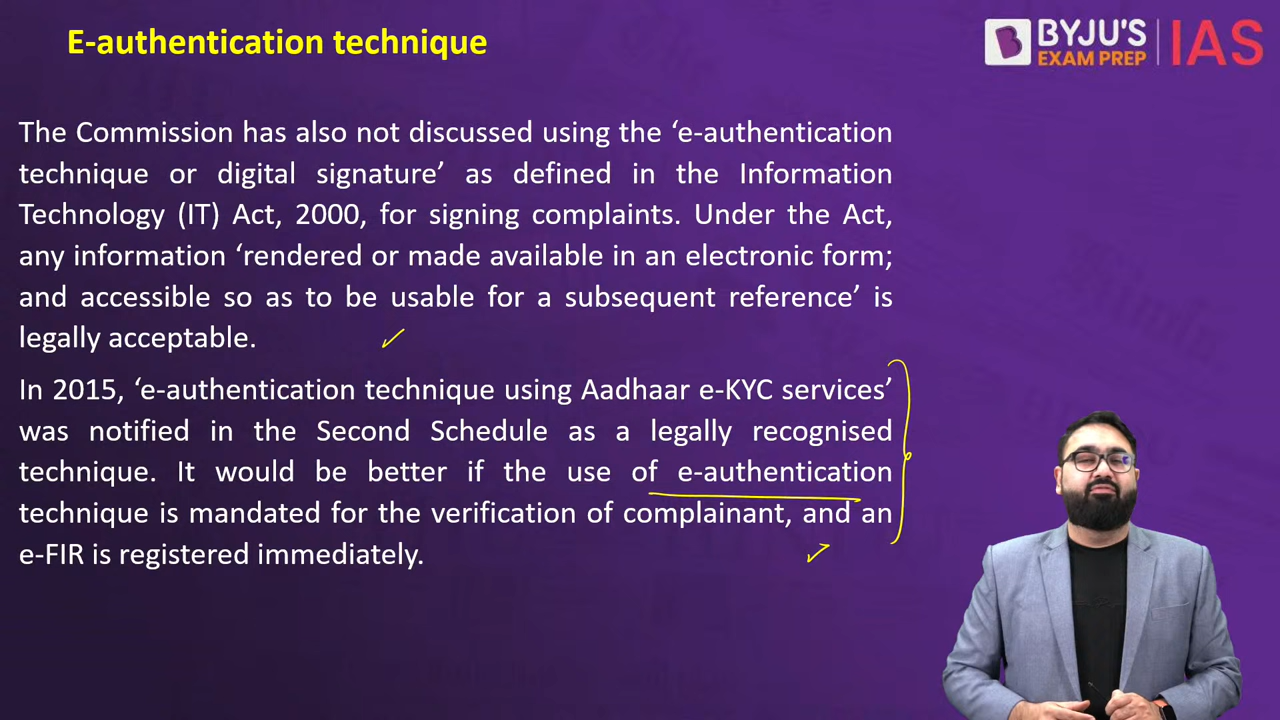 E-authentication technique
BYJU'S
EXAM PREP
IAS
The Commission has also not discussed using the ‘e-authentication
technique or digital signature’ as defined in the Information
Technology (IT) Act, 2000, for signing complaints. Under the Act,
any information ‘rendered or made available in an electronic form;
and accessible so as to be usable for a subsequent reference’ is
legally acceptable.
In 2015, ‘e-authentication technique using Aadhaar e-KYC services’
was notified in the Second Schedule as a legally recognised
technique. It would be better if the use of e-authentication
technique is mandated for the verification of complainant, and an
e-FIR is registered immediately.